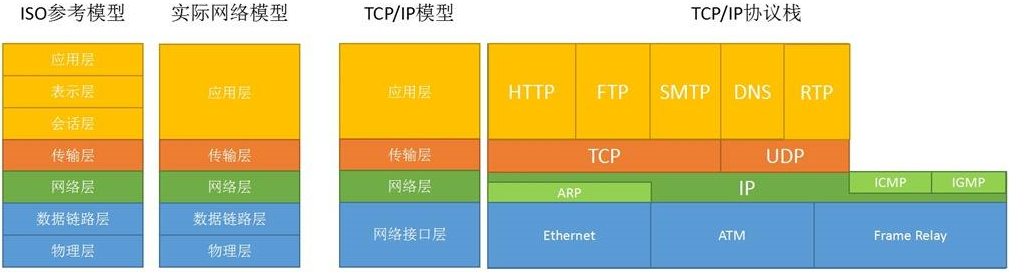 ISO参考模型
实际网络模型
TCP/IP模型
TCP/IP协议栈
应用层
表示层
会话层
传输层
网络层
数据链路层
物理层
应用层
传输层
网络层
数据链路层
物理层
应用层
传输层
网络层
网络接口层
HTTP
FTP
SMTP
DNS
RTP
TCP
UDP
IP
ARP
ICMP
IGMP
Ethernet
ATM
Frame Relay